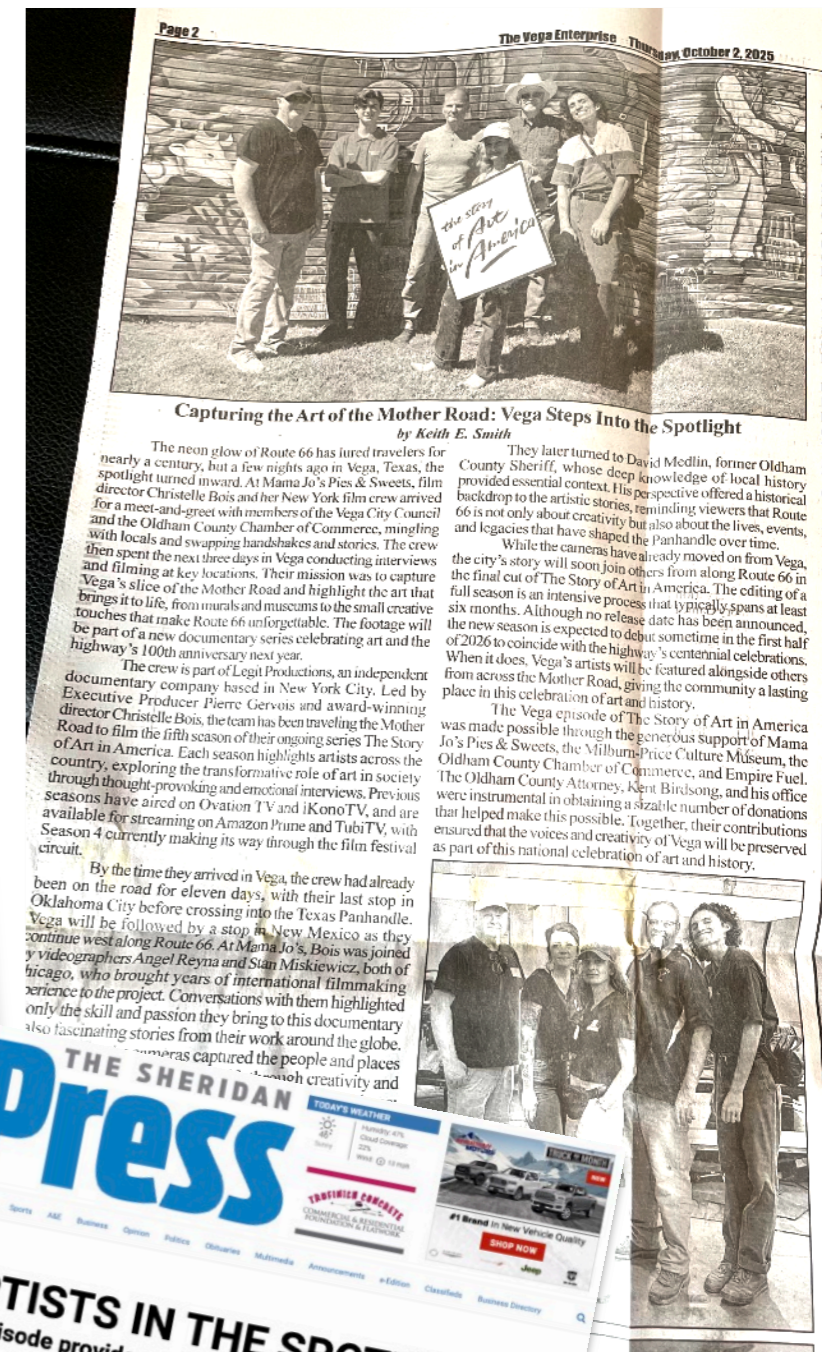 Page 2
The Vega Enterprise Thursday, October 2, 2025
the story
of Art
in America
Capturing the Art of the Mother Road: Vega Steps Into the Spotlight
by Keith E. Smith
The neon glow of Route 66 has lured travelers for
nearly a century, but a few nights ago in Vega, Texas, the
spotlight turned inward. At Mama Jo's Pies & Sweets, film
director Christelle Bois and her New York film crew arrived
for a meet-and-greet with members of the Vega City Council
and the Oldham County Chamber of Commerce, mingling
with locals and swapping handshakes and stories. The crew
then spent the next three days in Vega conducting interviews
and filming at key locations. Their mission was to capture
Vega's slice of the Mother Road and highlight the art that
brings it to life, from murals and museums to the small creative
touches that make Route 66 unforgettable. The footage will
be part of a new documentary series celebrating art and the
highway's 100th anniversary next year.
The crew is part of Legit Productions, an independent
documentary company based in New York City. Led by
Executive Producer Pierre Gervois and award-winning
director Christelle Bois, the team has been traveling the Mother
Road to film the fifth season of their ongoing series The Story
of Art in America. Each season highlights artists across the
country, exploring the transformative role of art in society
through thought-provoking and emotional interviews. Previous
seasons have aired on Ovation TV and iKonoTV, and are
available for streaming on Amazon Prime and TubiTV, with
Season 4 currently making its way through the film festival
circuit.
By the time they arrived in Vega, the crew had already
been on the road for eleven days, with their last stop in
Oklahoma City before crossing into the Texas Panhandle.
Vega will be followed by a stop in New Mexico as they
continue west along Route 66. At Mama Jo's, Bois was joined
y videographers Angel Reyna and Stan Miskiewicz, both of
hicago, who brought years of international filmmaking
perience to the project. Conversations with them highlighted
only the skill and passion they bring to this documentary
also fascinating stories from their work around the globe.
meras captured the people and places
ough creativity and
They later turned to David Medlin, former Oldham
County Sheriff, whose deep knowledge of local history
provided essential context. His perspective offered a historical
backdrop to the artistic stories, reminding viewers that Route
66 is not only about creativity but also about the lives, events,
and legacies that have shaped the Panhandle over time.
While the cameras have already moved on from Vega,
the city's story will soon join others from along Route 66 in
the final cut of The Story of Art in America. The editing of a
full season is an intensive process that typically spans at least
six months. Although no release date has been announced,
the new season is expected to debut sometime in the first half
of 2026 to coincide with the highway's centennial celebrations.
When it does, Vega's artists will be featured alongside others
from across the Mother Road, giving the community a lasting
place in this celebration of art and history.
The Vega episode of The Story of Art in America
was made possible through the generous support of Mama
Jo's Pies & Sweets, the Milburn-Price Culture Museum, the
Oldham County Chamber of Commerce, and Empire Fuel.
The Oldham County Attorney, Kent Birdsong, and his office
were instrumental in obtaining a sizable number of donations
that helped make this possible. Together, their contributions
ensured that the voices and creativity of Vega will be preserved
as part of this national celebration of art and history.
THE SHERIDAN
Press
TODAY'S WEATHER
Humidity: 47%
Cloud Coverage:
22%
Wind: 10 mph
Sunny
COMMERCIAL & RESIDENTIAL
FOUNDATION & FLATWORK
TRUCK OF MONTH
#1 Brand In New Vehicle Quality
SHOP NOW
Jeep
Sports A&E Business Opinion Politics Obituaries Multimedia Announcements e-Edition Classifieds Business Directory
TISTS IN THE SPOT
isode provid